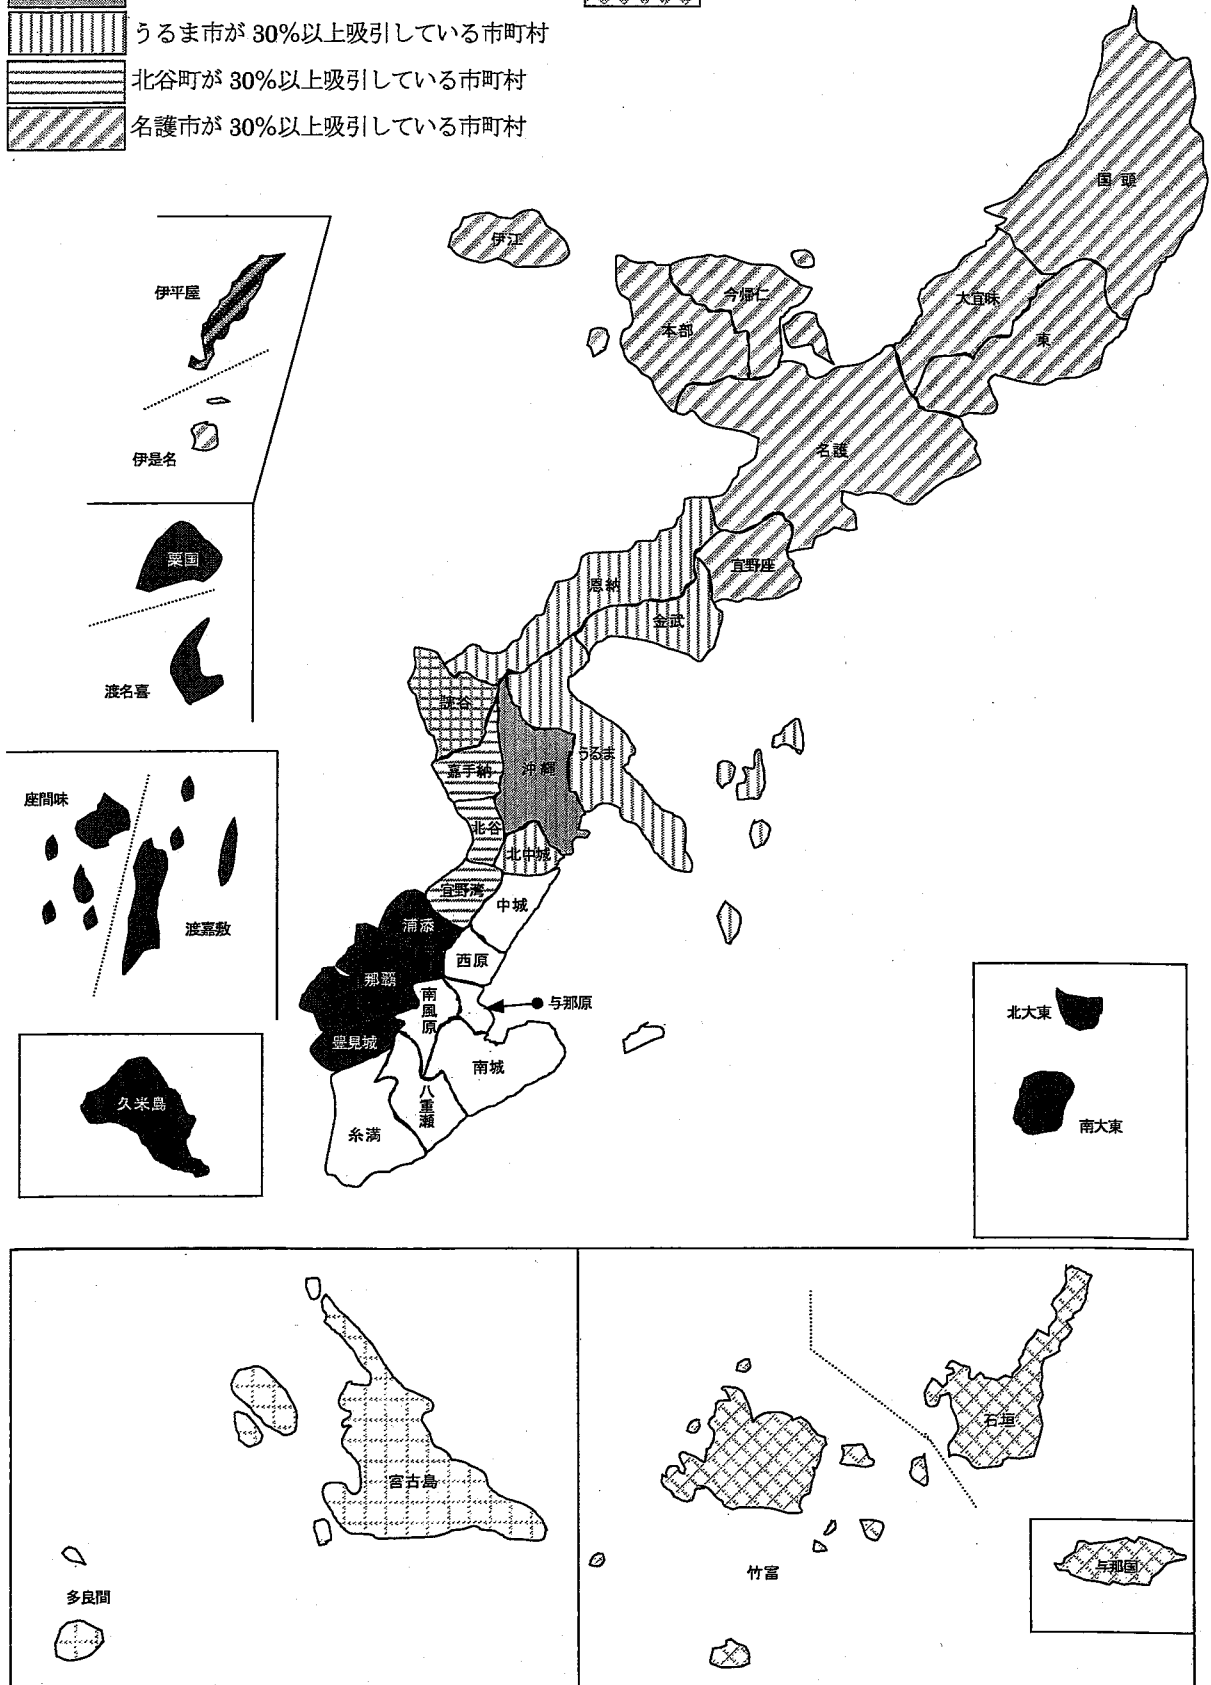 うるま市が 30%以上吸引している市町村
北谷町が 30%以上吸引している市町村
名護市が 30%以上吸引している市町村
国頭
伊江
伊平屋
今帰仁
大宜味
本部
東
伊是名
名護
粟国
宜野座
恩納
金武
渡名喜
読谷
うるま
嘉手納
沖縄
座間味
北谷
北中城
宜野湾
中城
浦添
渡嘉敷
西原
那覇
南風原
与那原
北大東
豊見城
南城
久米島
八重瀬
南大東
糸満
石垣
宮古島
竹富
与那国
多良間